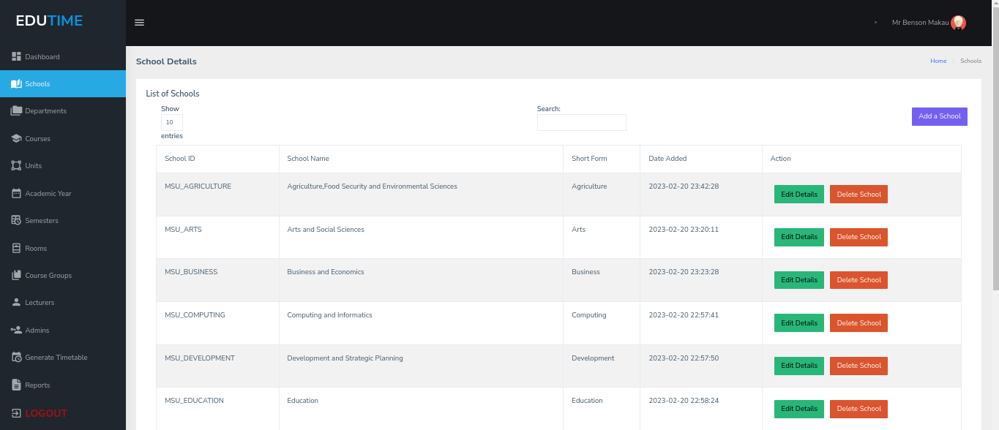 EDUTIME
Mr Benson Makau
Dashboard
Schools
Departments
Courses
Units
Academic Year
Semesters
Rooms
Course Groups
Lecturers
Admins
Generate Timetable
Reports
LOGOUT
School Details
Home Schools
List of Schools
Show
10
entries
Search:
Add a School
School ID School Name Short Form Date Added Action
MSU_AGRICULTURE Agriculture,Food Security and Environmental Sciences Agriculture 2023-02-20 23:42:28 Edit Details Delete School
MSU_ARTS Arts and Social Sciences Arts 2023-02-20 23:20:11 Edit Details Delete School
MSU_BUSINESS Business and Economics Business 2023-02-20 23:23:28 Edit Details Delete School
MSU_COMPUTING Computing and Informatics Computing 2023-02-20 22:57:41 Edit Details Delete School
MSU_DEVELOPMENT Development and Strategic Planning Development 2023-02-20 22:57:50 Edit Details Delete School
MSU_EDUCATION Education Education 2023-02-20 22:58:24 Edit Details Delete School